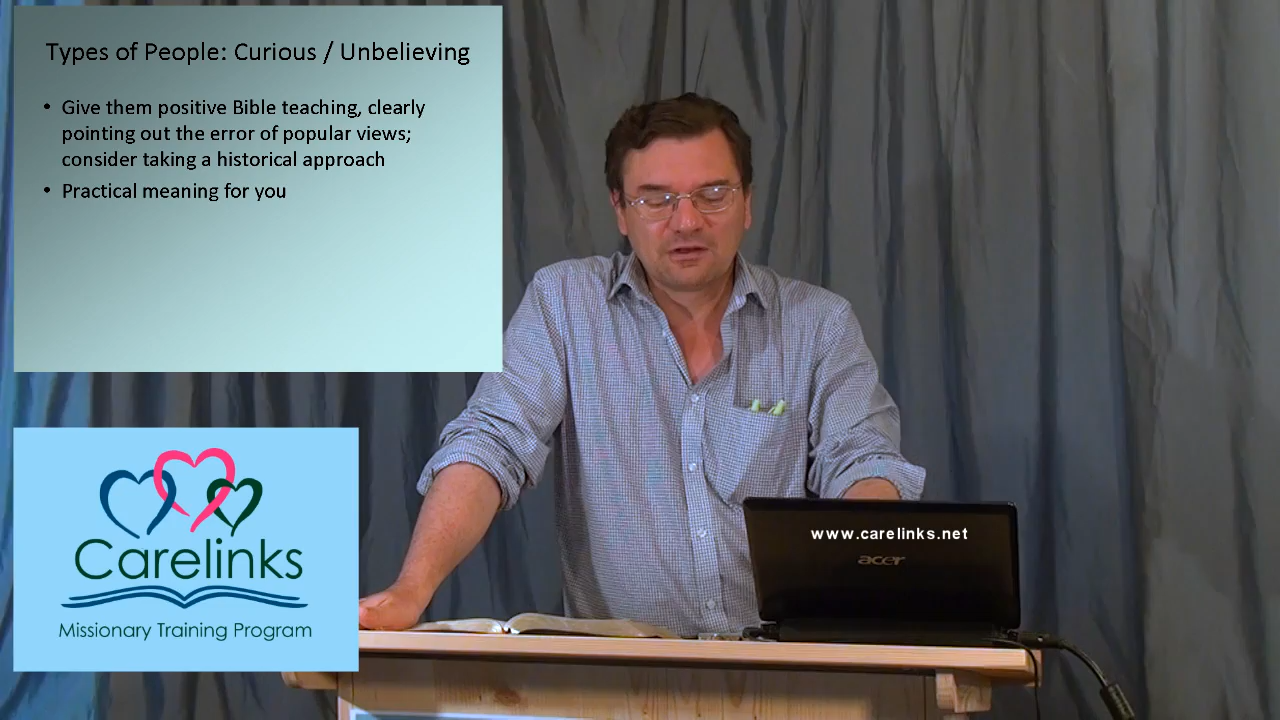 Types of People: Curious / Unbelieving
• Give them positive Bible teaching, clearly
pointing out the error of popular views;
consider taking a historical approach
• Practical meaning for you
Carelinks
Missionary Training Program
www.carelinks.net
acer